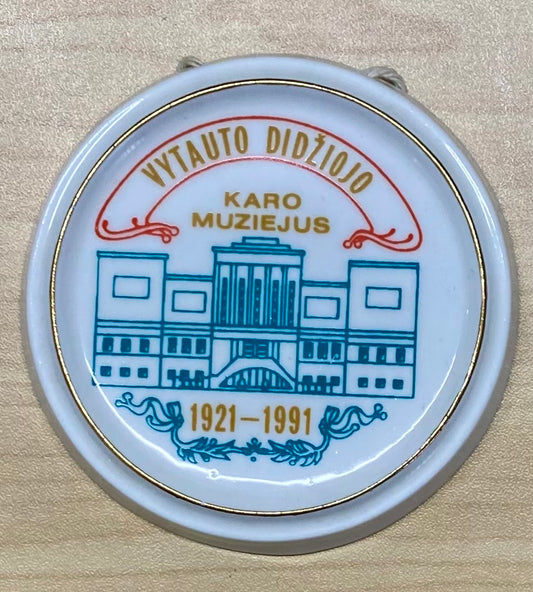 VYTAUTO DIDŽIOJO
KARO
MUZIEJUS
1921-1991